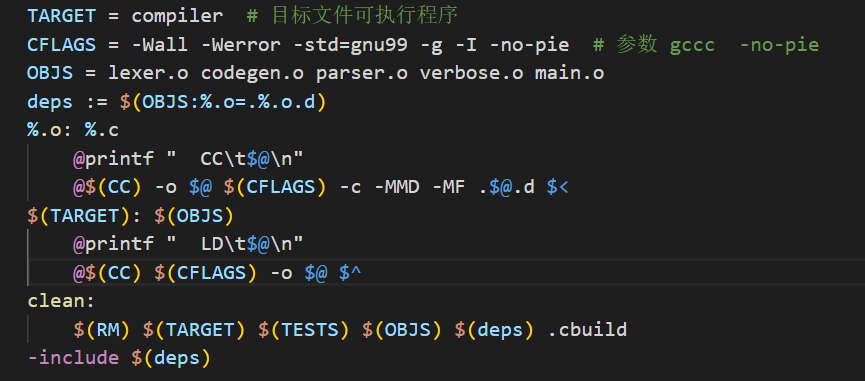 TARGET = compiler  # 目标文件可执行程序
CFLAGS = -Wall -Werror -std=gnu99 -g -I -no-pie  # 参数 gccc  -no-pie
OBJS = lexer.o codegen.o parser.o verbose.o main.o
deps := $(OBJS:%.o=.%.o.d)
%.o: %.c
    @printf "  CC\t$@\n"
    @$(CC) -o $@ $(CFLAGS) -c -MMD -MF .$@.d $<
$(TARGET): $(OBJS)
    @printf "  LD\t$@\n"
    @$(CC) $(CFLAGS) -o $@ $^
clean:
    $(RM) $(TARGET) $(TESTS) $(OBJS) $(deps) .cbuild
-include $(deps)